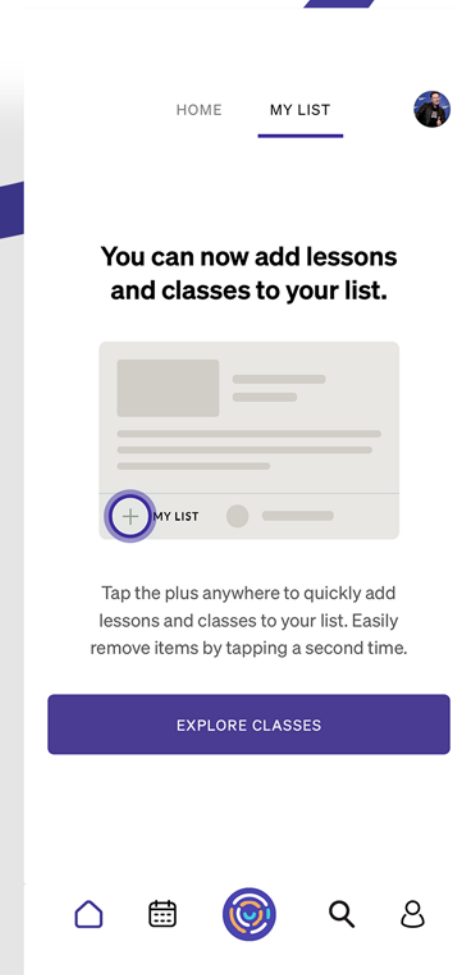 HOME MY LIST
You can now add lessons
and classes to your list.
MY LIST
Tap the plus anywhere to quickly add
lessons and classes to your list. Easily
remove items by tapping a second time.
EXPLORE CLASSES